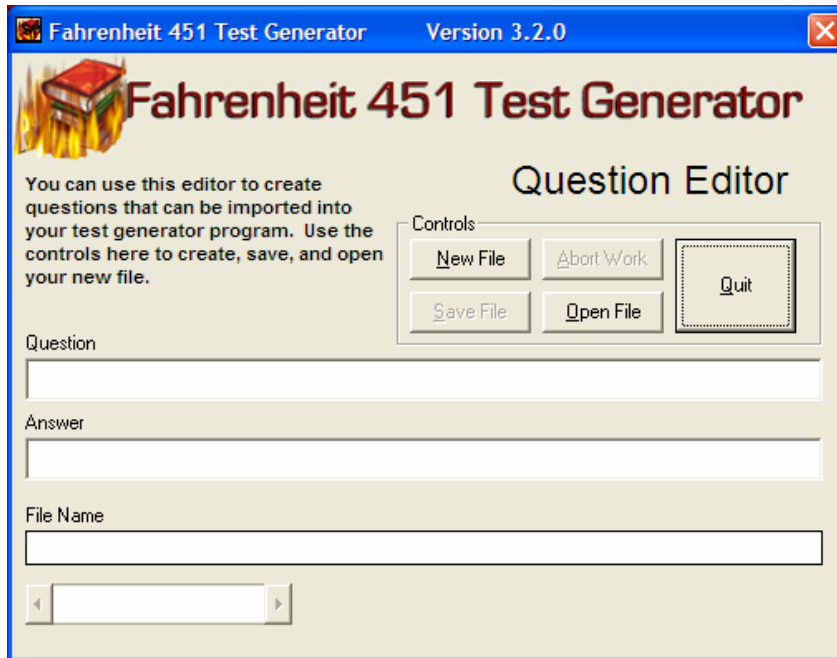 Fahrenheit 451 Test Generator Version 3.2.0
Fahrenheit 451 Test Generator
Question Editor
You can use this editor to create
questions that can be imported into
your test generator program. Use the
controls here to create, save, and open
your new file.
Controls
New File Abort Work
Quit
Save File Open File
Question
Answer
File Name